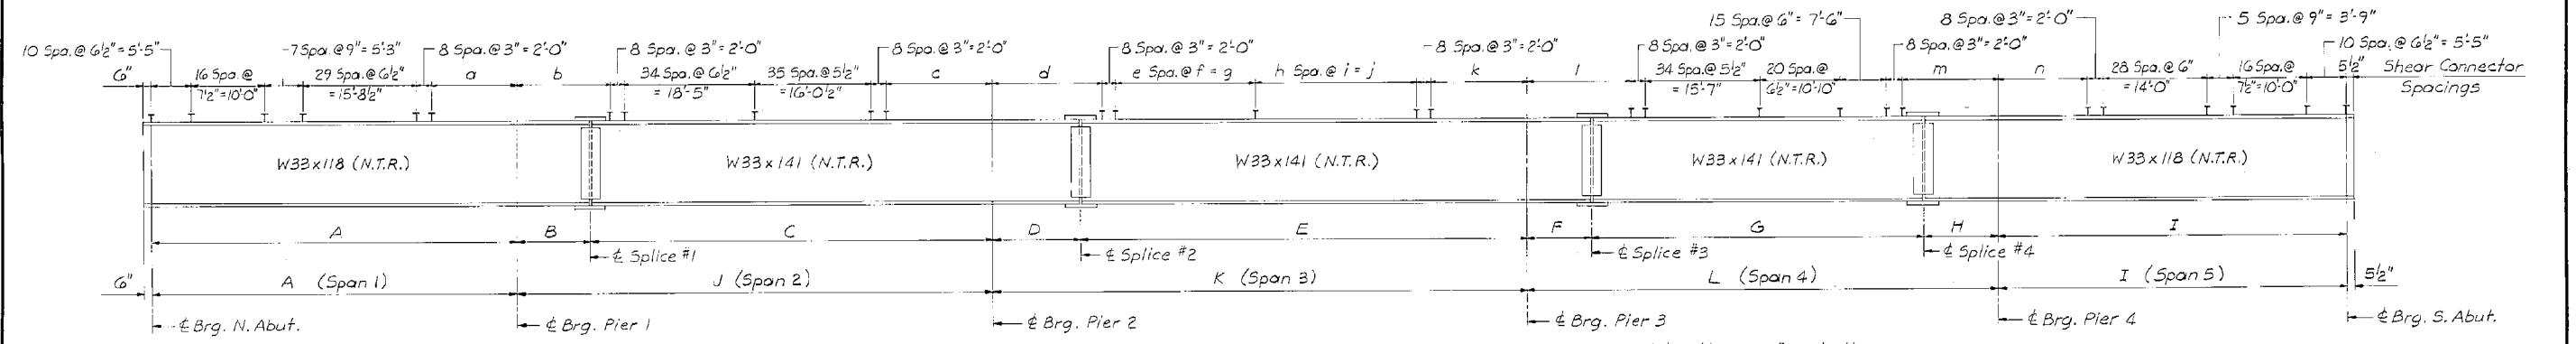 15 Spa.@ 6" = 7'-6" 8 Spa.@ 3"=2'-0" 5 Spa.@ 9" = 3'-9"
10 Spa.@ 6½"=5'-5" 7 Spa.@ 9"= 5'-3" 8 Spa.@ 3"= 2'-0" 8 Spa.@ 3"= 2'-0" 8 Spa.@ 3"=2'-0" 8 Spa.@ 3"= 2'-0" 8 Spa.@ 3"=2'-0" 8 Spa.@ 3"=2'-0" 8 Spa.@ 3"=2'-0" 10 Spa.@ 6½"= 5'-5"
6" 16 Spa.@ 29 Spa.@ 6½" a b 34 Spa.@ 6½" 35 Spa.@ 5½" c d e Spa.@ f = g h Spa.@ i = j k l 34 Spa.@ 5½" 20 Spa.@ m n 28 Spa.@ 6" 16 Spa.@ 5½" Shear Connector
7½"=10'-0" =15'-8½" = 18'-5" =16'-0½" = 15'-7" 6½"=10'-10" =14'-0" 7½"=10'-0" Spacings
W33x118 (N.T.R.) W33x141 (N.T.R.) W33x141 (N.T.R.) W33x141 (N.T.R.) W33x118 (N.T.R.)
A B C D E F G H I
℄ Splice #1 ℄ Splice #2 ℄ Splice #3 ℄ Splice #4
6" A (Span 1) J (Span 2) K (Span 3) L (Span 4) I (Span 5) 5½"
℄ Brg. N. Abut. ℄ Brg. Pier 1 ℄ Brg. Pier 2 ℄ Brg. Pier 3 ℄ Brg. Pier 4 ℄ Brg. S. Abut.